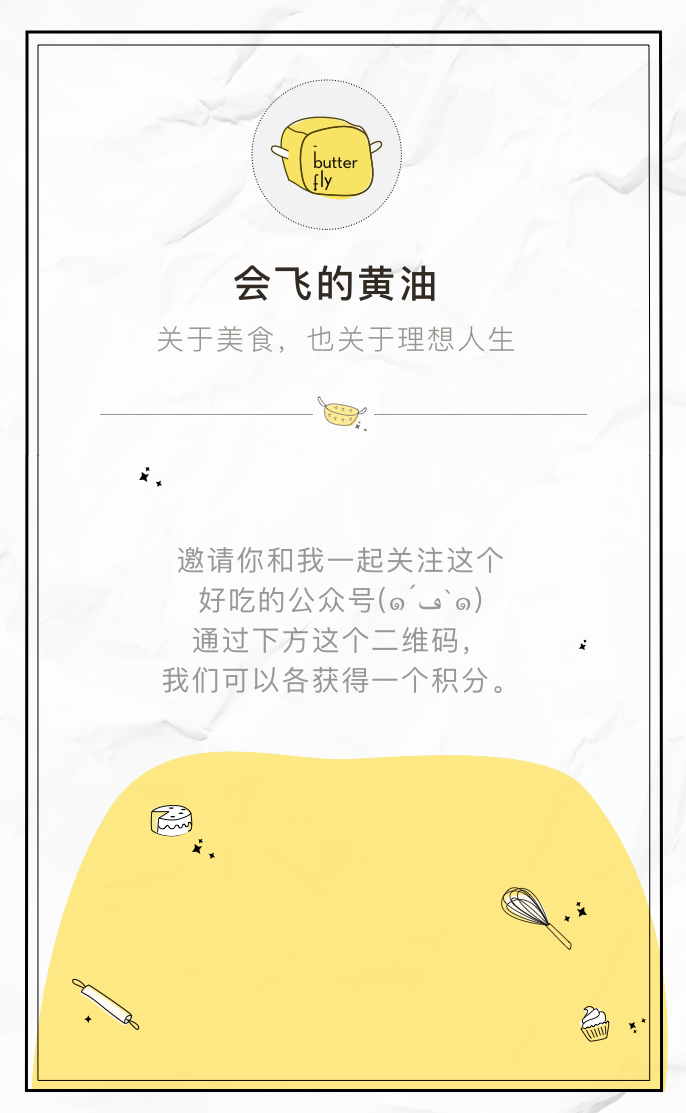 butter
fly
会飞的黄油
关于美食，也关于理想人生
邀请你和我一起关注这个
好吃的公众号(๑´ڡ`๑)
通过下方这个二维码，
我们可以各获得一个积分。